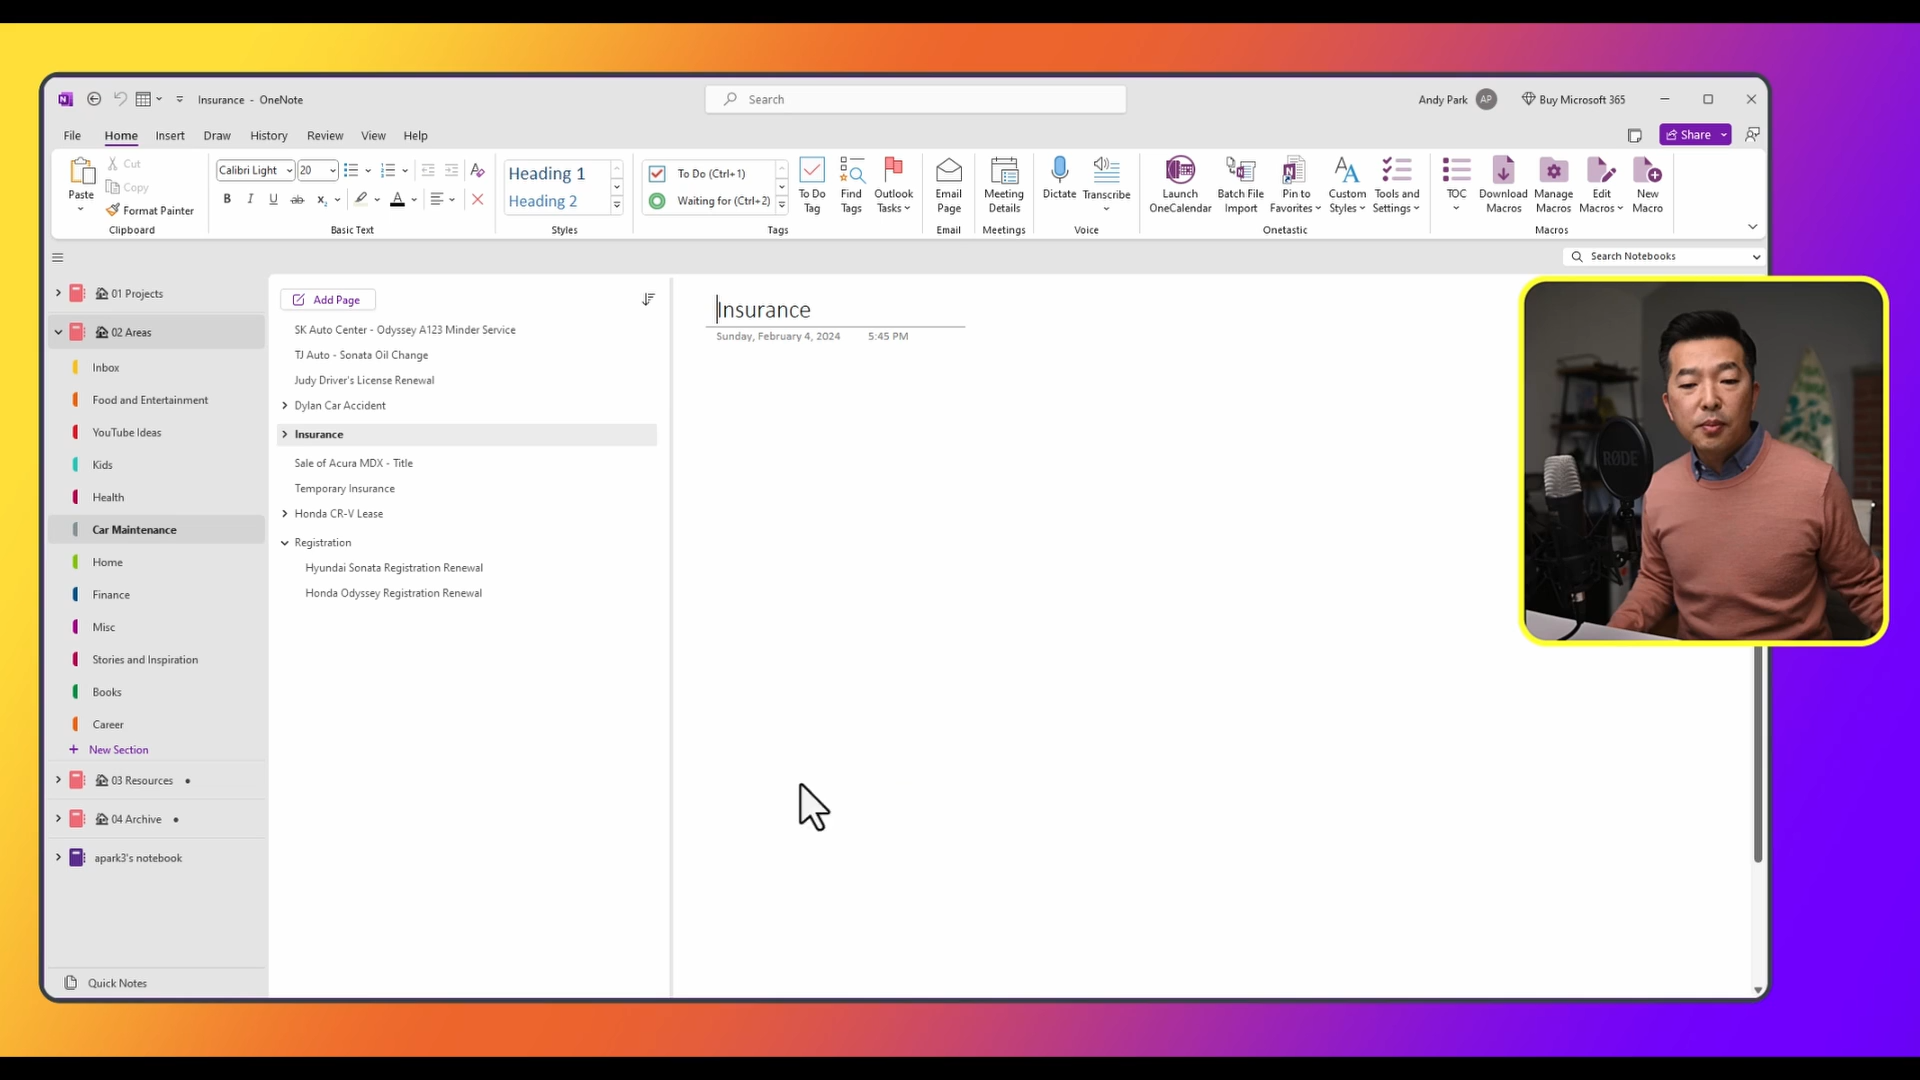 Insurance - OneNote
Search
Andy Park AP
Buy Microsoft 365
File Home Insert Draw History Review View Help
Share
Paste
Cut
Copy
Format Painter
Clipboard
Calibri Light 20
B I U ab x₂ A
Basic Text
Heading 1
Heading 2
Styles
To Do (Ctrl+1)
Waiting for (Ctrl+2)
To Do Tag
Find Tags
Outlook Tasks
Tags
Email Page
Email
Meeting Details
Meetings
Dictate
Transcribe
Voice
Launch OneCalendar
Batch File Import
Pin to Favorites
Custom Styles
Tools and Settings
Onetastic
TOC
Download Macros
Manage Macros
Edit Macros
New Macro
Macros
Search Notebooks
01 Projects
02 Areas
Inbox
Food and Entertainment
YouTube Ideas
Kids
Health
Car Maintenance
Home
Finance
Misc
Stories and Inspiration
Books
Career
+ New Section
03 Resources
04 Archive
apark3's notebook
Quick Notes
Add Page
SK Auto Center - Odyssey A123 Minder Service
TJ Auto - Sonata Oil Change
Judy Driver's License Renewal
Dylan Car Accident
Insurance
Sale of Acura MDX - Title
Temporary Insurance
Honda CR-V Lease
Registration
Hyundai Sonata Registration Renewal
Honda Odyssey Registration Renewal
Insurance
Sunday, February 4, 2024 5:45 PM
RØDE